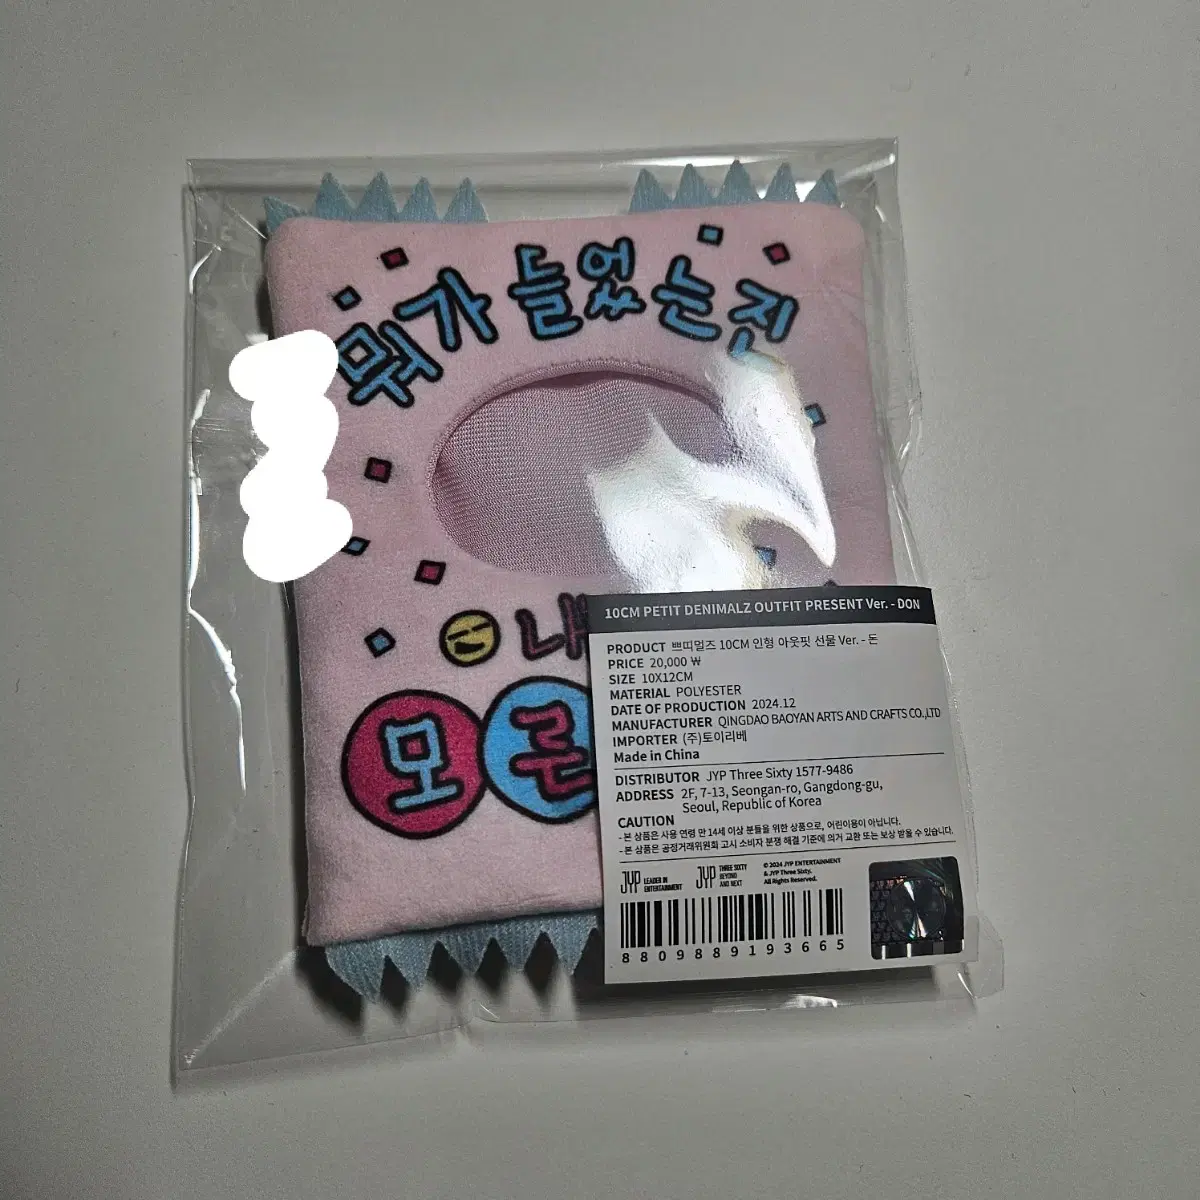 뭐가 들었는진
나
모른
10CM PETIT DENIMALZ OUTFIT PRESENT Ver. - DON
PRODUCT 쁘띠멀즈 10CM 인형 아웃핏 선물 Ver. - 돈
PRICE 20,000 ₩
SIZE 10X12CM
MATERIAL POLYESTER
DATE OF PRODUCTION 2024.12
MANUFACTURER QINGDAO BAOYAN ARTS AND CRAFTS CO.,LTD
IMPORTER (주)토이리베
Made in China
DISTRIBUTOR JYP Three Sixty 1577-9486
ADDRESS 2F, 7-13, Seongan-ro, Gangdong-gu,
Seoul, Republic of Korea
CAUTION
- 본 상품은 사용 연령 만 14세 이상 분들을 위한 상품으로, 어린이용이 아닙니다.
- 본 상품은 공정거래위원회 고시 소비자 분쟁 해결 기준에 의거 교환 또는 보상 받을 수 있습니다.
JYP LEADER IN ENTERTAINMENT
JYP THREE SIXTY BEYOND AND NEXT
© 2024 JYP ENTERTAINMENT
& JYP Three Sixty.
All Rights Reserved.
8809889193665